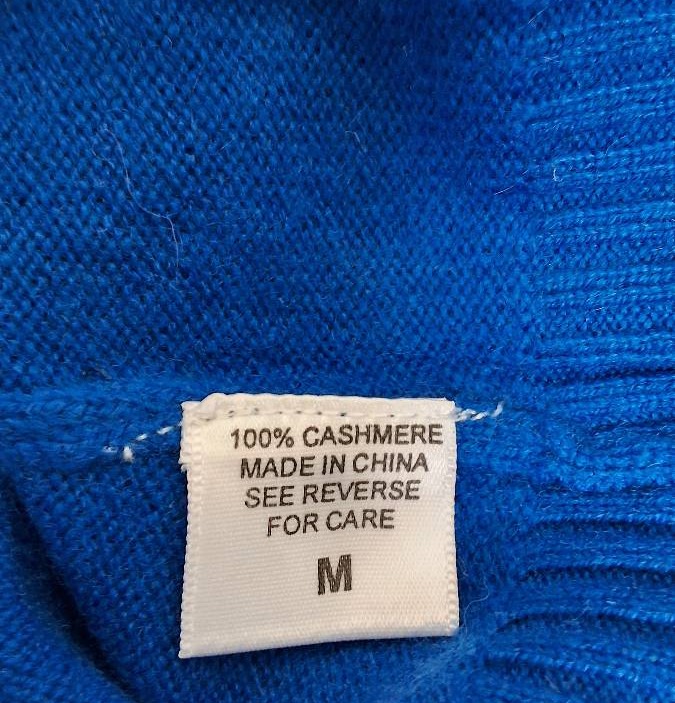 100% CASHMERE
MADE IN CHINA
SEE REVERSE
FOR CARE
M